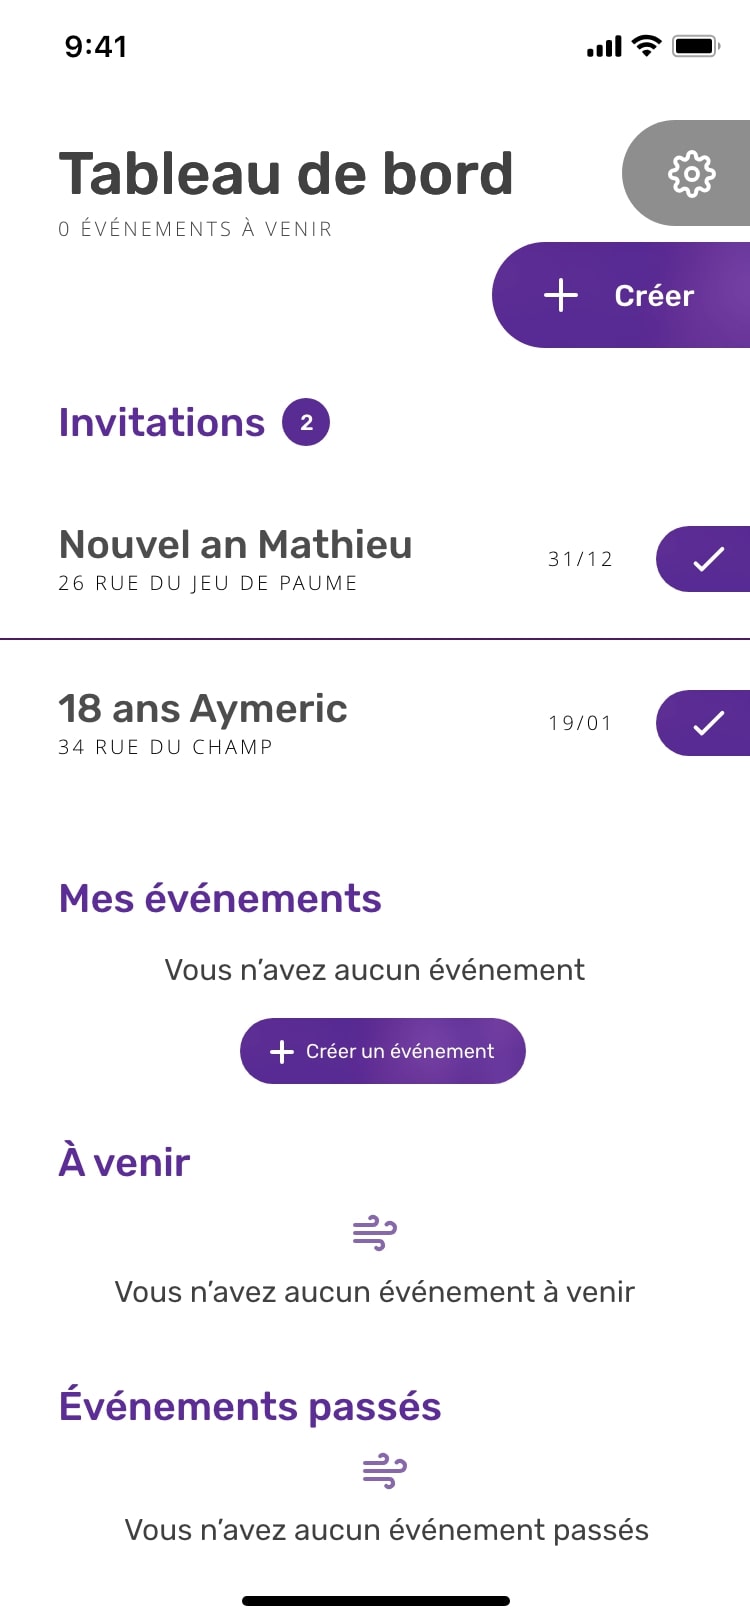 9:41
Tableau de bord
0 ÉVÉNEMENTS À VENIR
Créer
Invitations 2
Nouvel an Mathieu
26 RUE DU JEU DE PAUME
31/12
18 ans Aymeric
34 RUE DU CHAMP
19/01
Mes événements
Vous n’avez aucun événement
Créer un événement
À venir
Vous n’avez aucun événement à venir
Événements passés
Vous n’avez aucun événement passés